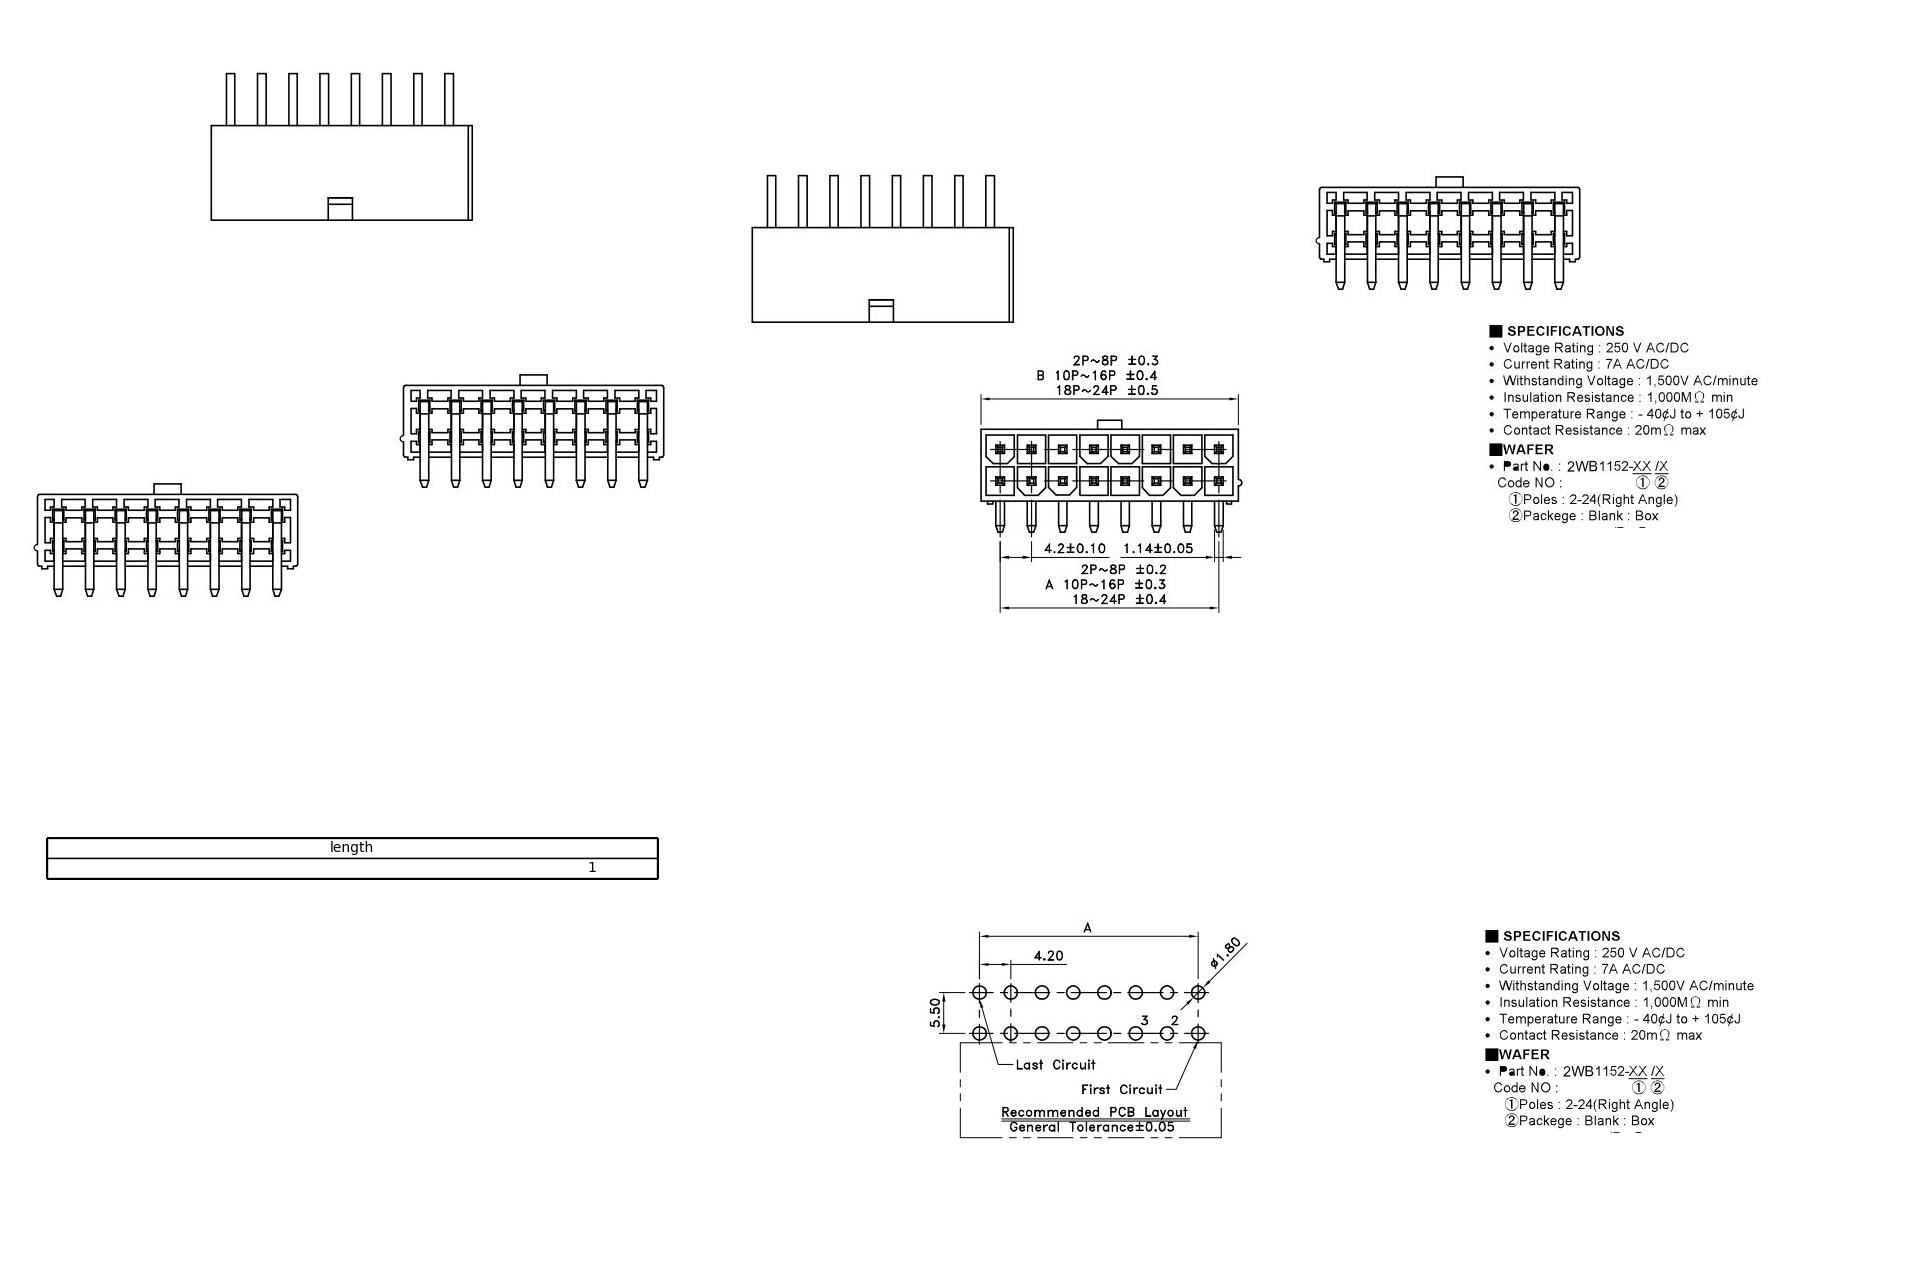 2P~8P ±0.3
B 10P~16P ±0.4
18P~24P ±0.5
4.2±0.10 1.14±0.05
2P~8P ±0.2
A 10P~16P ±0.3
18~24P ±0.4
■ SPECIFICATIONS
• Voltage Rating : 250 V AC/DC
• Current Rating : 7A AC/DC
• Withstanding Voltage : 1,500V AC/minute
• Insulation Resistance : 1,000MΩ min
• Temperature Range : - 40¢J to + 105¢J
• Contact Resistance : 20mΩ max
■WAFER
• Part No. : 2WB1152-XX /X
Code NO : ① ②
①Poles : 2-24(Right Angle)
②Packege : Blank : Box
length
1
A
4.20
ø1.80
5.50
3 2
Last Circuit
First Circuit
Recommended PCB Layout
General Tolerance±0.05
■ SPECIFICATIONS
• Voltage Rating : 250 V AC/DC
• Current Rating : 7A AC/DC
• Withstanding Voltage : 1,500V AC/minute
• Insulation Resistance : 1,000MΩ min
• Temperature Range : - 40¢J to + 105¢J
• Contact Resistance : 20mΩ max
■WAFER
• Part No. : 2WB1152-XX /X
Code NO : ① ②
①Poles : 2-24(Right Angle)
②Packege : Blank : Box